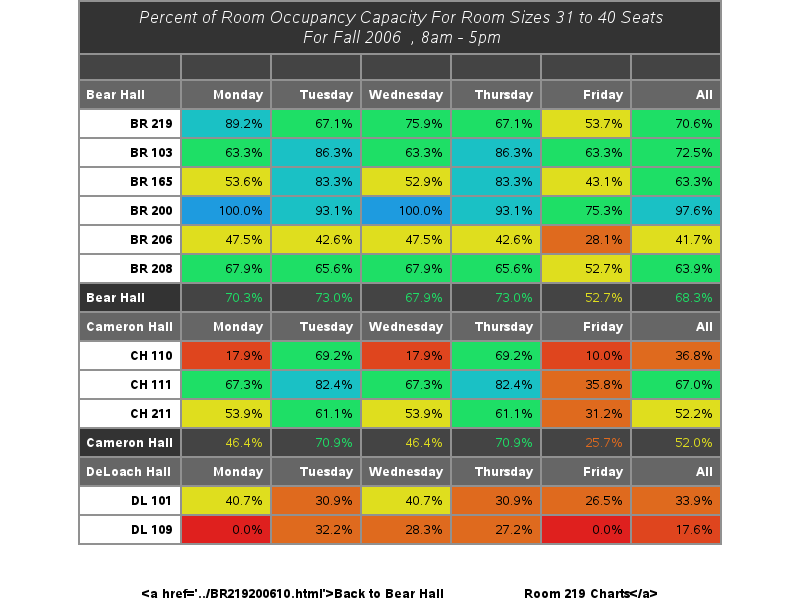 Percent of Room Occupancy Capacity For Room Sizes 31 to 40 Seats
For Fall 2006 , 8am - 5pm
Bear Hall Monday Tuesday Wednesday Thursday Friday All
BR 219 89.2% 67.1% 75.9% 67.1% 53.7% 70.6%
BR 103 63.3% 86.3% 63.3% 86.3% 63.3% 72.5%
BR 165 53.6% 83.3% 52.9% 83.3% 43.1% 63.3%
BR 200 100.0% 93.1% 100.0% 93.1% 75.3% 97.6%
BR 206 47.5% 42.6% 47.5% 42.6% 28.1% 41.7%
BR 208 67.9% 65.6% 67.9% 65.6% 52.7% 63.9%
Bear Hall 70.3% 73.0% 67.9% 73.0% 52.7% 68.3%
Cameron Hall Monday Tuesday Wednesday Thursday Friday All
CH 110 17.9% 69.2% 17.9% 69.2% 10.0% 36.8%
CH 111 67.3% 82.4% 67.3% 82.4% 35.8% 67.0%
CH 211 53.9% 61.1% 53.9% 61.1% 31.2% 52.2%
Cameron Hall 46.4% 70.9% 46.4% 70.9% 25.7% 52.0%
DeLoach Hall Monday Tuesday Wednesday Thursday Friday All
DL 101 40.7% 30.9% 40.7% 30.9% 26.5% 33.9%
DL 109 0.0% 32.2% 28.3% 27.2% 0.0% 17.6%
<a href='../BR219200610.html'>Back to Bear Hall Room 219 Charts</a>